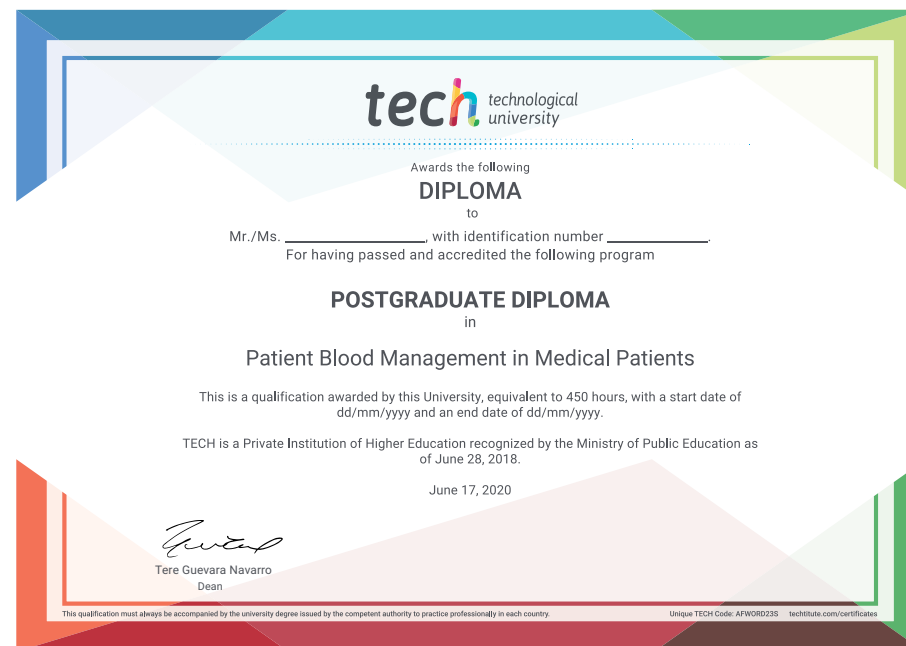 tech technological
university
Awards the following
DIPLOMA
to
Mr./Ms. ____________________, with identification number __________________.
For having passed and accredited the following program
POSTGRADUATE DIPLOMA
in
Patient Blood Management in Medical Patients
This is a qualification awarded by this University, equivalent to 450 hours, with a start date of
dd/mm/yyyy and an end date of dd/mm/yyyy.
TECH is a Private Institution of Higher Education recognized by the Ministry of Public Education as
of June 28, 2018.
June 17, 2020
Tere Guevara Navarro
Dean
This qualification must always be accompanied by the university degree issued by the competent authority to practice professionally in each country. Unique TECH Code: AFWORD23S techtitute.com/certificates